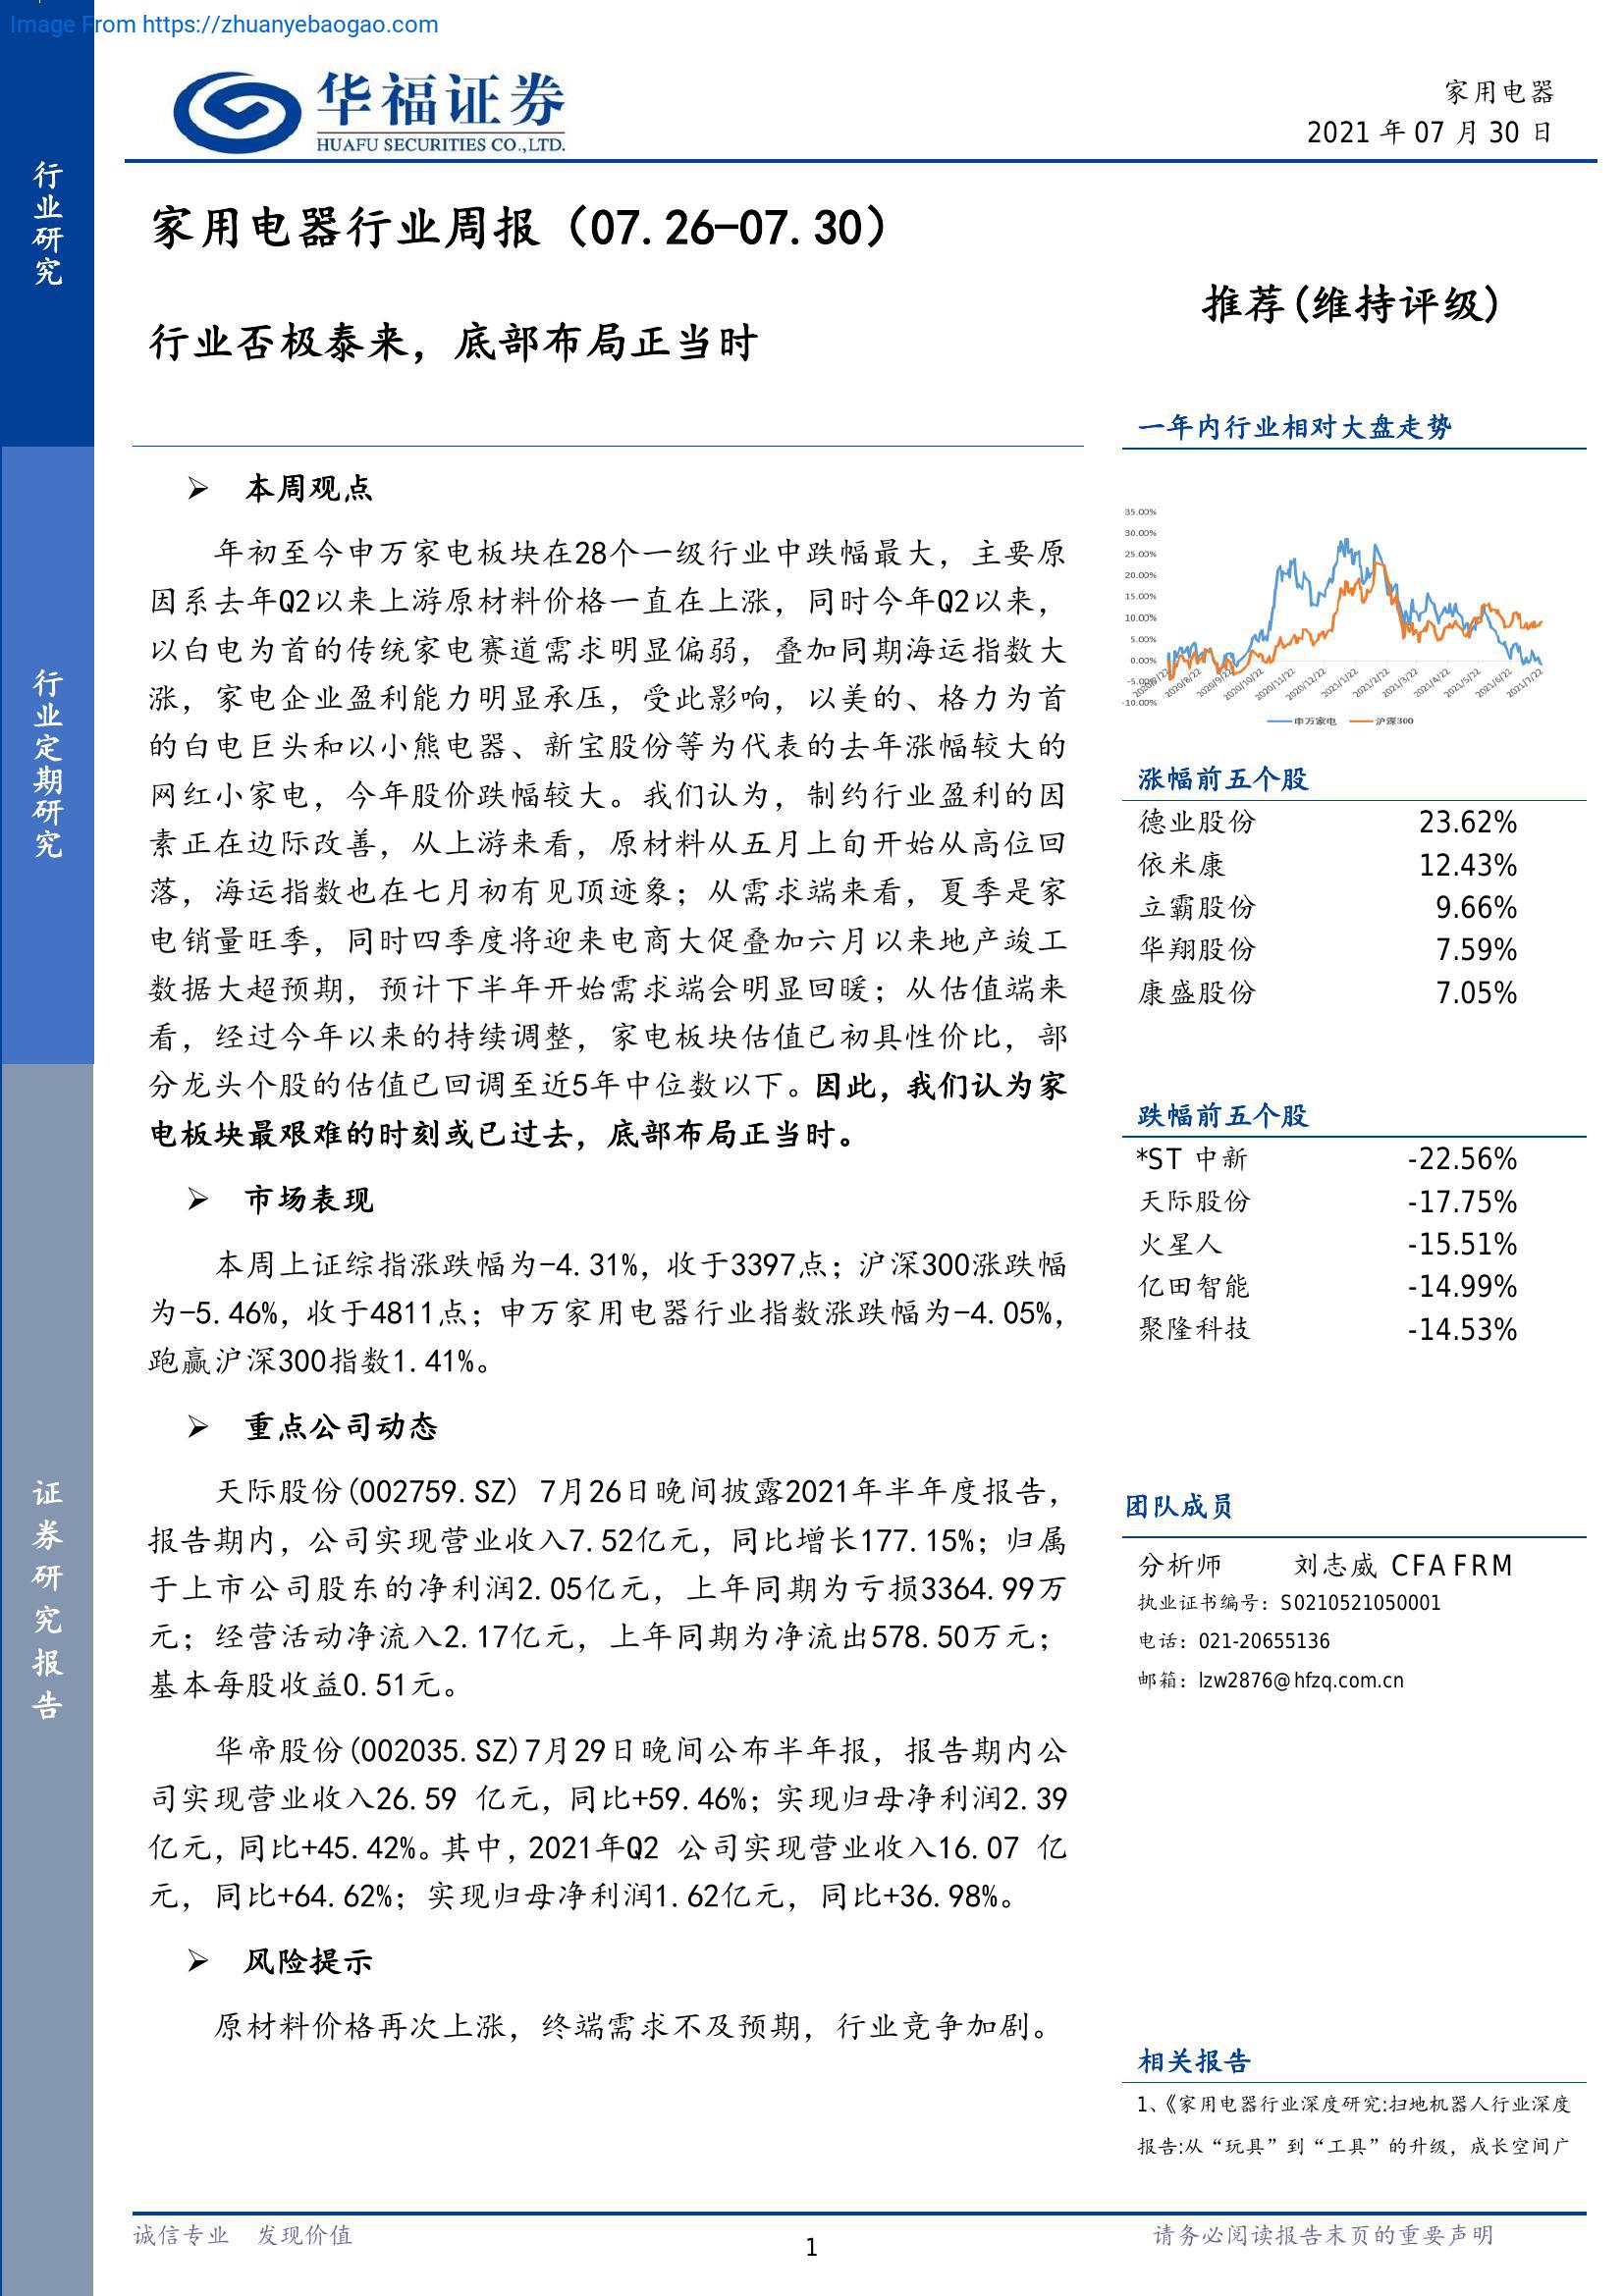 Image From https://zhuanyebaogao.com
华福证券
HUAFU SECURITIES CO.,LTD.
家用电器
2021 年 07 月 30 日
行业研究
行业定期研究
证券研究报告
家用电器行业周报（07.26-07.30）
行业否极泰来，底部布局正当时
推荐(维持评级)
➢ 本周观点
年初至今申万家电板块在28个一级行业中跌幅最大，主要原
因系去年Q2以来上游原材料价格一直在上涨，同时今年Q2以来，
以白电为首的传统家电赛道需求明显偏弱，叠加同期海运指数大
涨，家电企业盈利能力明显承压，受此影响，以美的、格力为首
的白电巨头和以小熊电器、新宝股份等为代表的去年涨幅较大的
网红小家电，今年股价跌幅较大。我们认为，制约行业盈利的因
素正在边际改善，从上游来看，原材料从五月上旬开始从高位回
落，海运指数也在七月初有见顶迹象；从需求端来看，夏季是家
电销量旺季，同时四季度将迎来电商大促叠加六月以来地产竣工
数据大超预期，预计下半年开始需求端会明显回暖；从估值端来
看，经过今年以来的持续调整，家电板块估值已初具性价比，部
分龙头个股的估值已回调至近5年中位数以下。因此，我们认为家
电板块最艰难的时刻或已过去，底部布局正当时。
➢ 市场表现
本周上证综指涨跌幅为-4.31%，收于3397点；沪深300涨跌幅
为-5.46%，收于4811点；申万家用电器行业指数涨跌幅为-4.05%，
跑赢沪深300指数1.41%。
➢ 重点公司动态
天际股份(002759.SZ) 7月26日晚间披露2021年半年度报告，
报告期内，公司实现营业收入7.52亿元，同比增长177.15%；归属
于上市公司股东的净利润2.05亿元，上年同期为亏损3364.99万
元；经营活动净流入2.17亿元，上年同期为净流出578.50万元；
基本每股收益0.51元。
华帝股份(002035.SZ)7月29日晚间公布半年报，报告期内公
司实现营业收入26.59 亿元，同比+59.46%；实现归母净利润2.39
亿元，同比+45.42%。其中，2021年Q2 公司实现营业收入16.07 亿
元，同比+64.62%；实现归母净利润1.62亿元，同比+36.98%。
➢ 风险提示
原材料价格再次上涨，终端需求不及预期，行业竞争加剧。
一年内行业相对大盘走势
35.00%
30.00%
25.00%
20.00%
15.00%
10.00%
5.00%
0.00%
-5.00%
-10.00%
2020/7/22
2020/8/22
2020/9/22
2020/10/22
2020/11/22
2020/12/22
2021/1/22
2021/2/22
2021/3/22
2021/4/22
2021/5/22
2021/6/22
2021/7/22
申万家电 沪深300
涨幅前五个股
德业股份 23.62%
依米康 12.43%
立霸股份 9.66%
华翔股份 7.59%
康盛股份 7.05%
跌幅前五个股
*ST 中新 -22.56%
天际股份 -17.75%
火星人 -15.51%
亿田智能 -14.99%
聚隆科技 -14.53%
团队成员
分析师 刘志威 CFA FRM
执业证书编号：S0210521050001
电话：021-20655136
邮箱：lzw2876@hfzq.com.cn
相关报告
1、《家用电器行业深度研究:扫地机器人行业深度
报告:从“玩具”到“工具”的升级，成长空间广
诚信专业 发现价值
1
请务必阅读报告末页的重要声明